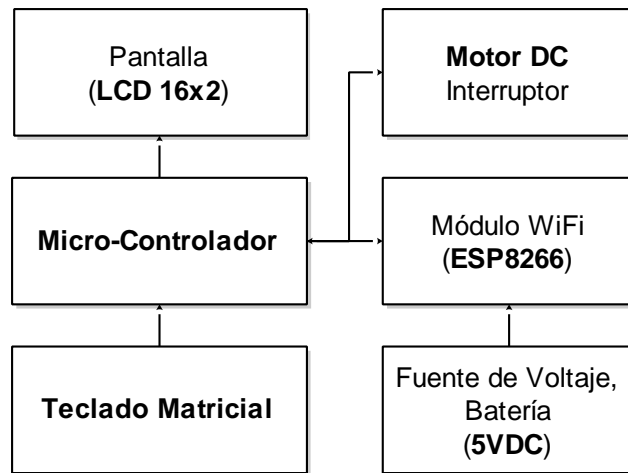 Pantalla
(LCD 16x2)
Motor DC
Interruptor
Micro-Controlador
Módulo WiFi
(ESP8266)
Teclado Matricial
Fuente de Voltaje,
Batería
(5VDC)